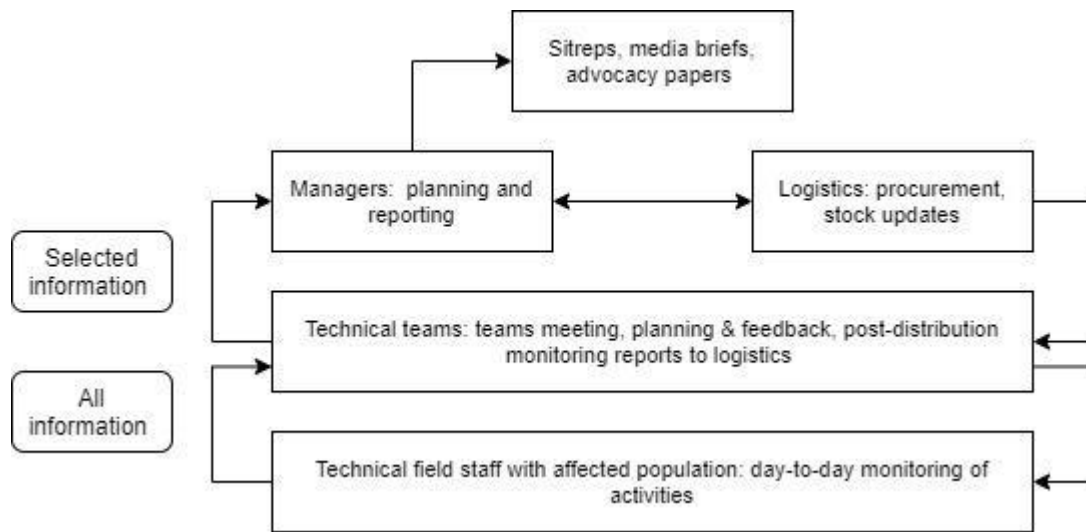 Sitreps, media briefs,
advocacy papers
Managers: planning and
reporting
Logistics: procurement,
stock updates
Selected
information
Technical teams: teams meeting, planning & feedback, post-distribution
monitoring reports to logistics
All
information
Technical field staff with affected population: day-to-day monitoring of
activities